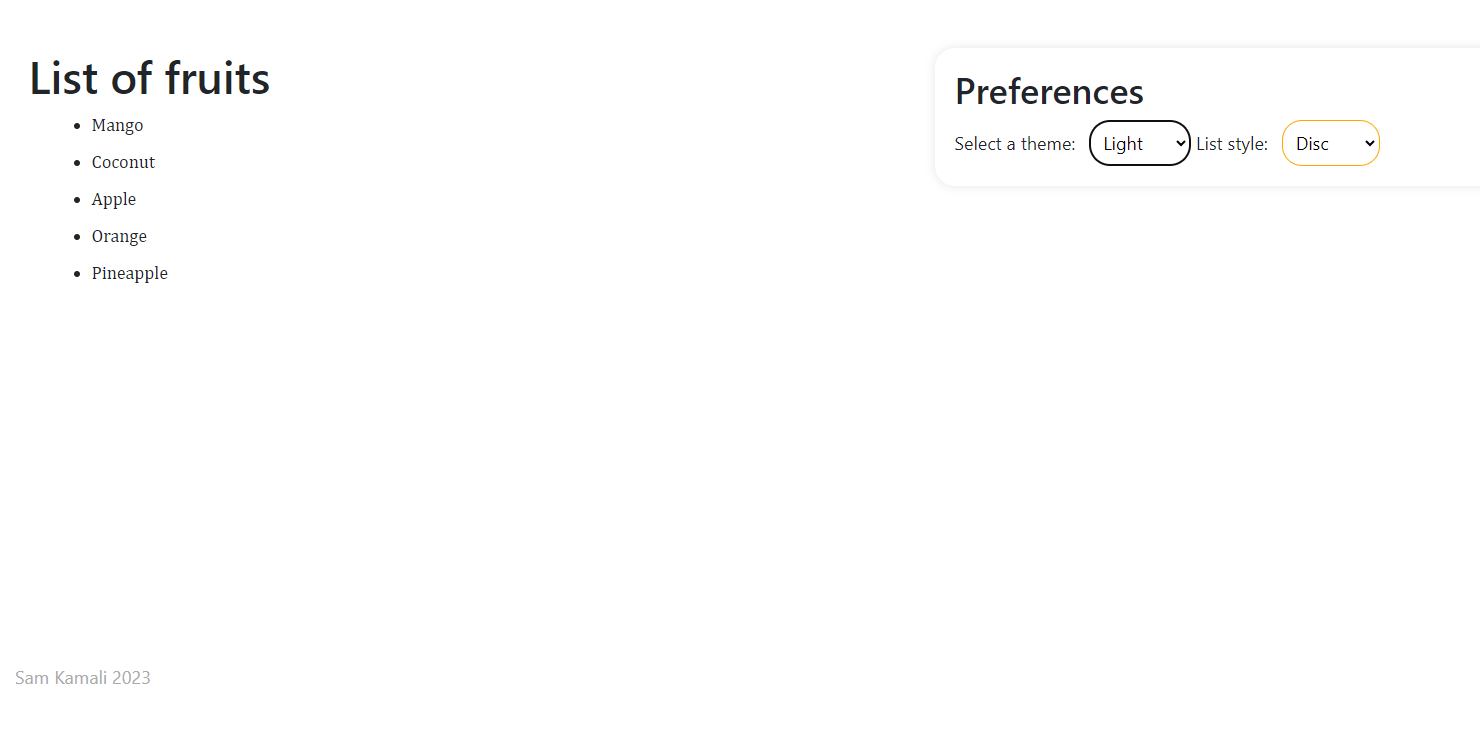 List of fruits
Mango
Coconut
Apple
Orange
Pineapple
Preferences
Select a theme: Light List style: Disc
Sam Kamali 2023